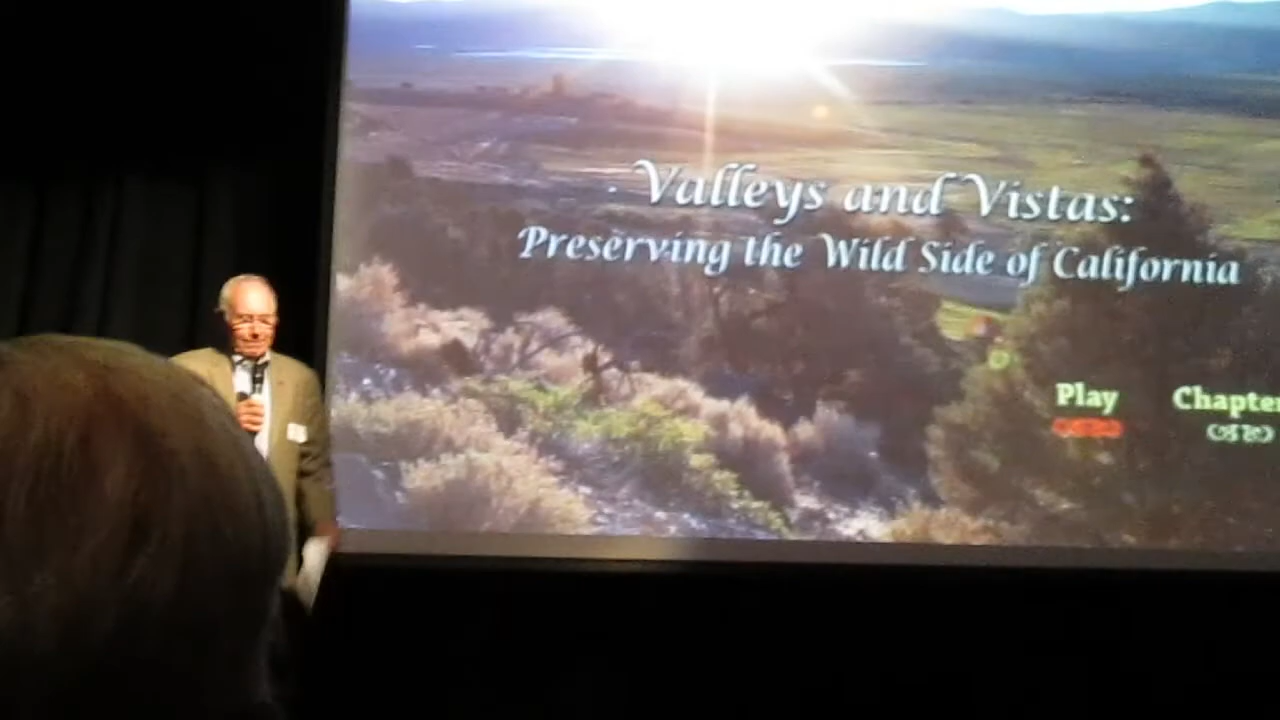 Valleys and Vistas:
Preserving the Wild Side of California
Play
Chapter